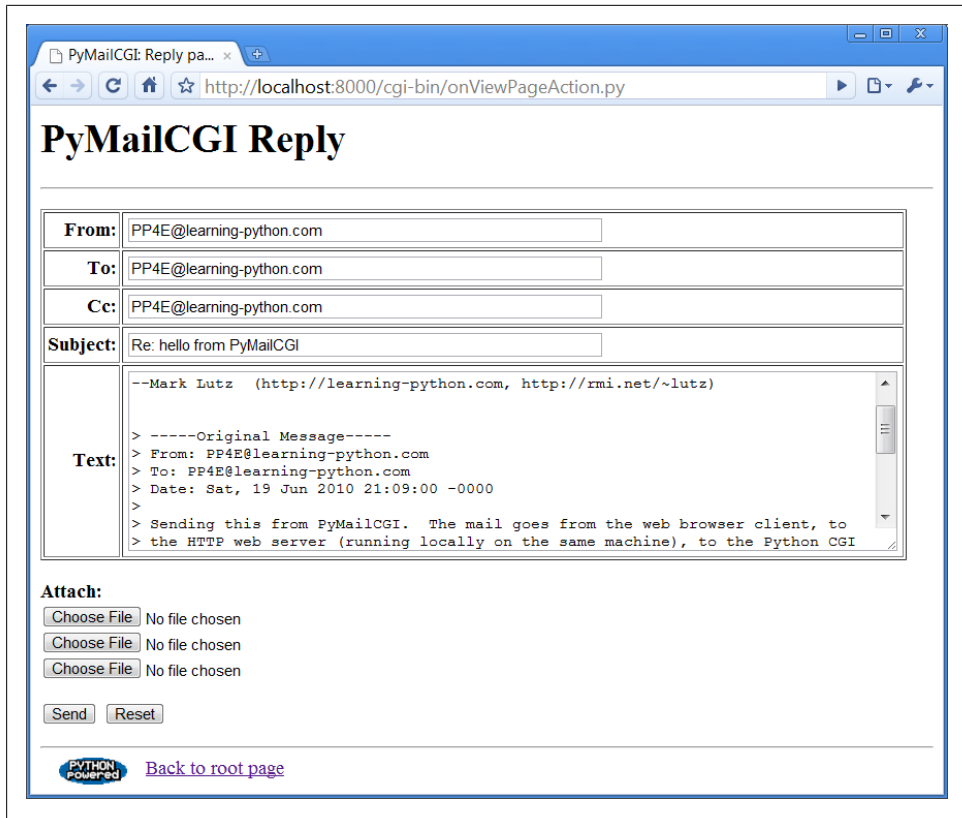 PyMailCGI: Reply pa...
http://localhost:8000/cgi-bin/onViewPageAction.py
PyMailCGI Reply
From: PP4E@learning-python.com
To: PP4E@learning-python.com
Cc: PP4E@learning-python.com
Subject: Re: hello from PyMailCGI
Text:
--Mark Lutz  (http://learning-python.com, http://rmi.net/~lutz)
> -----Original Message-----
> From: PP4E@learning-python.com
> To: PP4E@learning-python.com
> Date: Sat, 19 Jun 2010 21:09:00 -0000
>
> Sending this from PyMailCGI.  The mail goes from the web browser client, to
> the HTTP web server (running locally on the same machine), to the Python CGI
Attach:
Choose File No file chosen
Choose File No file chosen
Choose File No file chosen
Send Reset
PYTHON
Powered
Back to root page